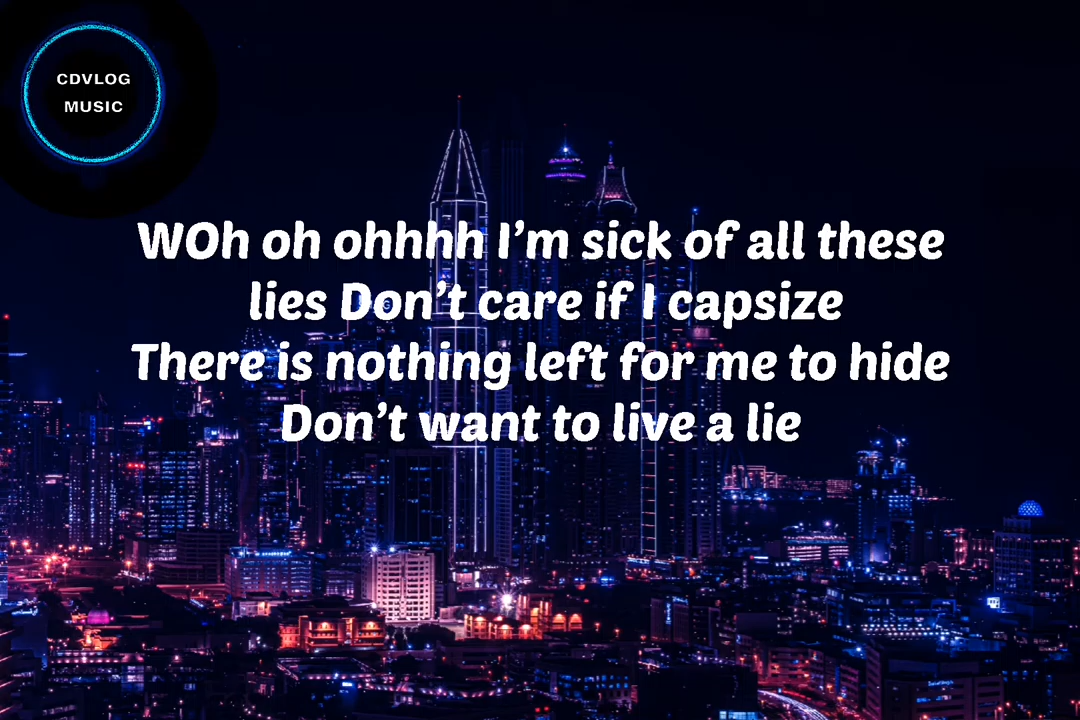 CDVLOG
MUSIC
WOh oh ohhhh I’m sick of all these
lies Don’t care if I capsize
There is nothing left for me to hide
Don’t want to live a lie